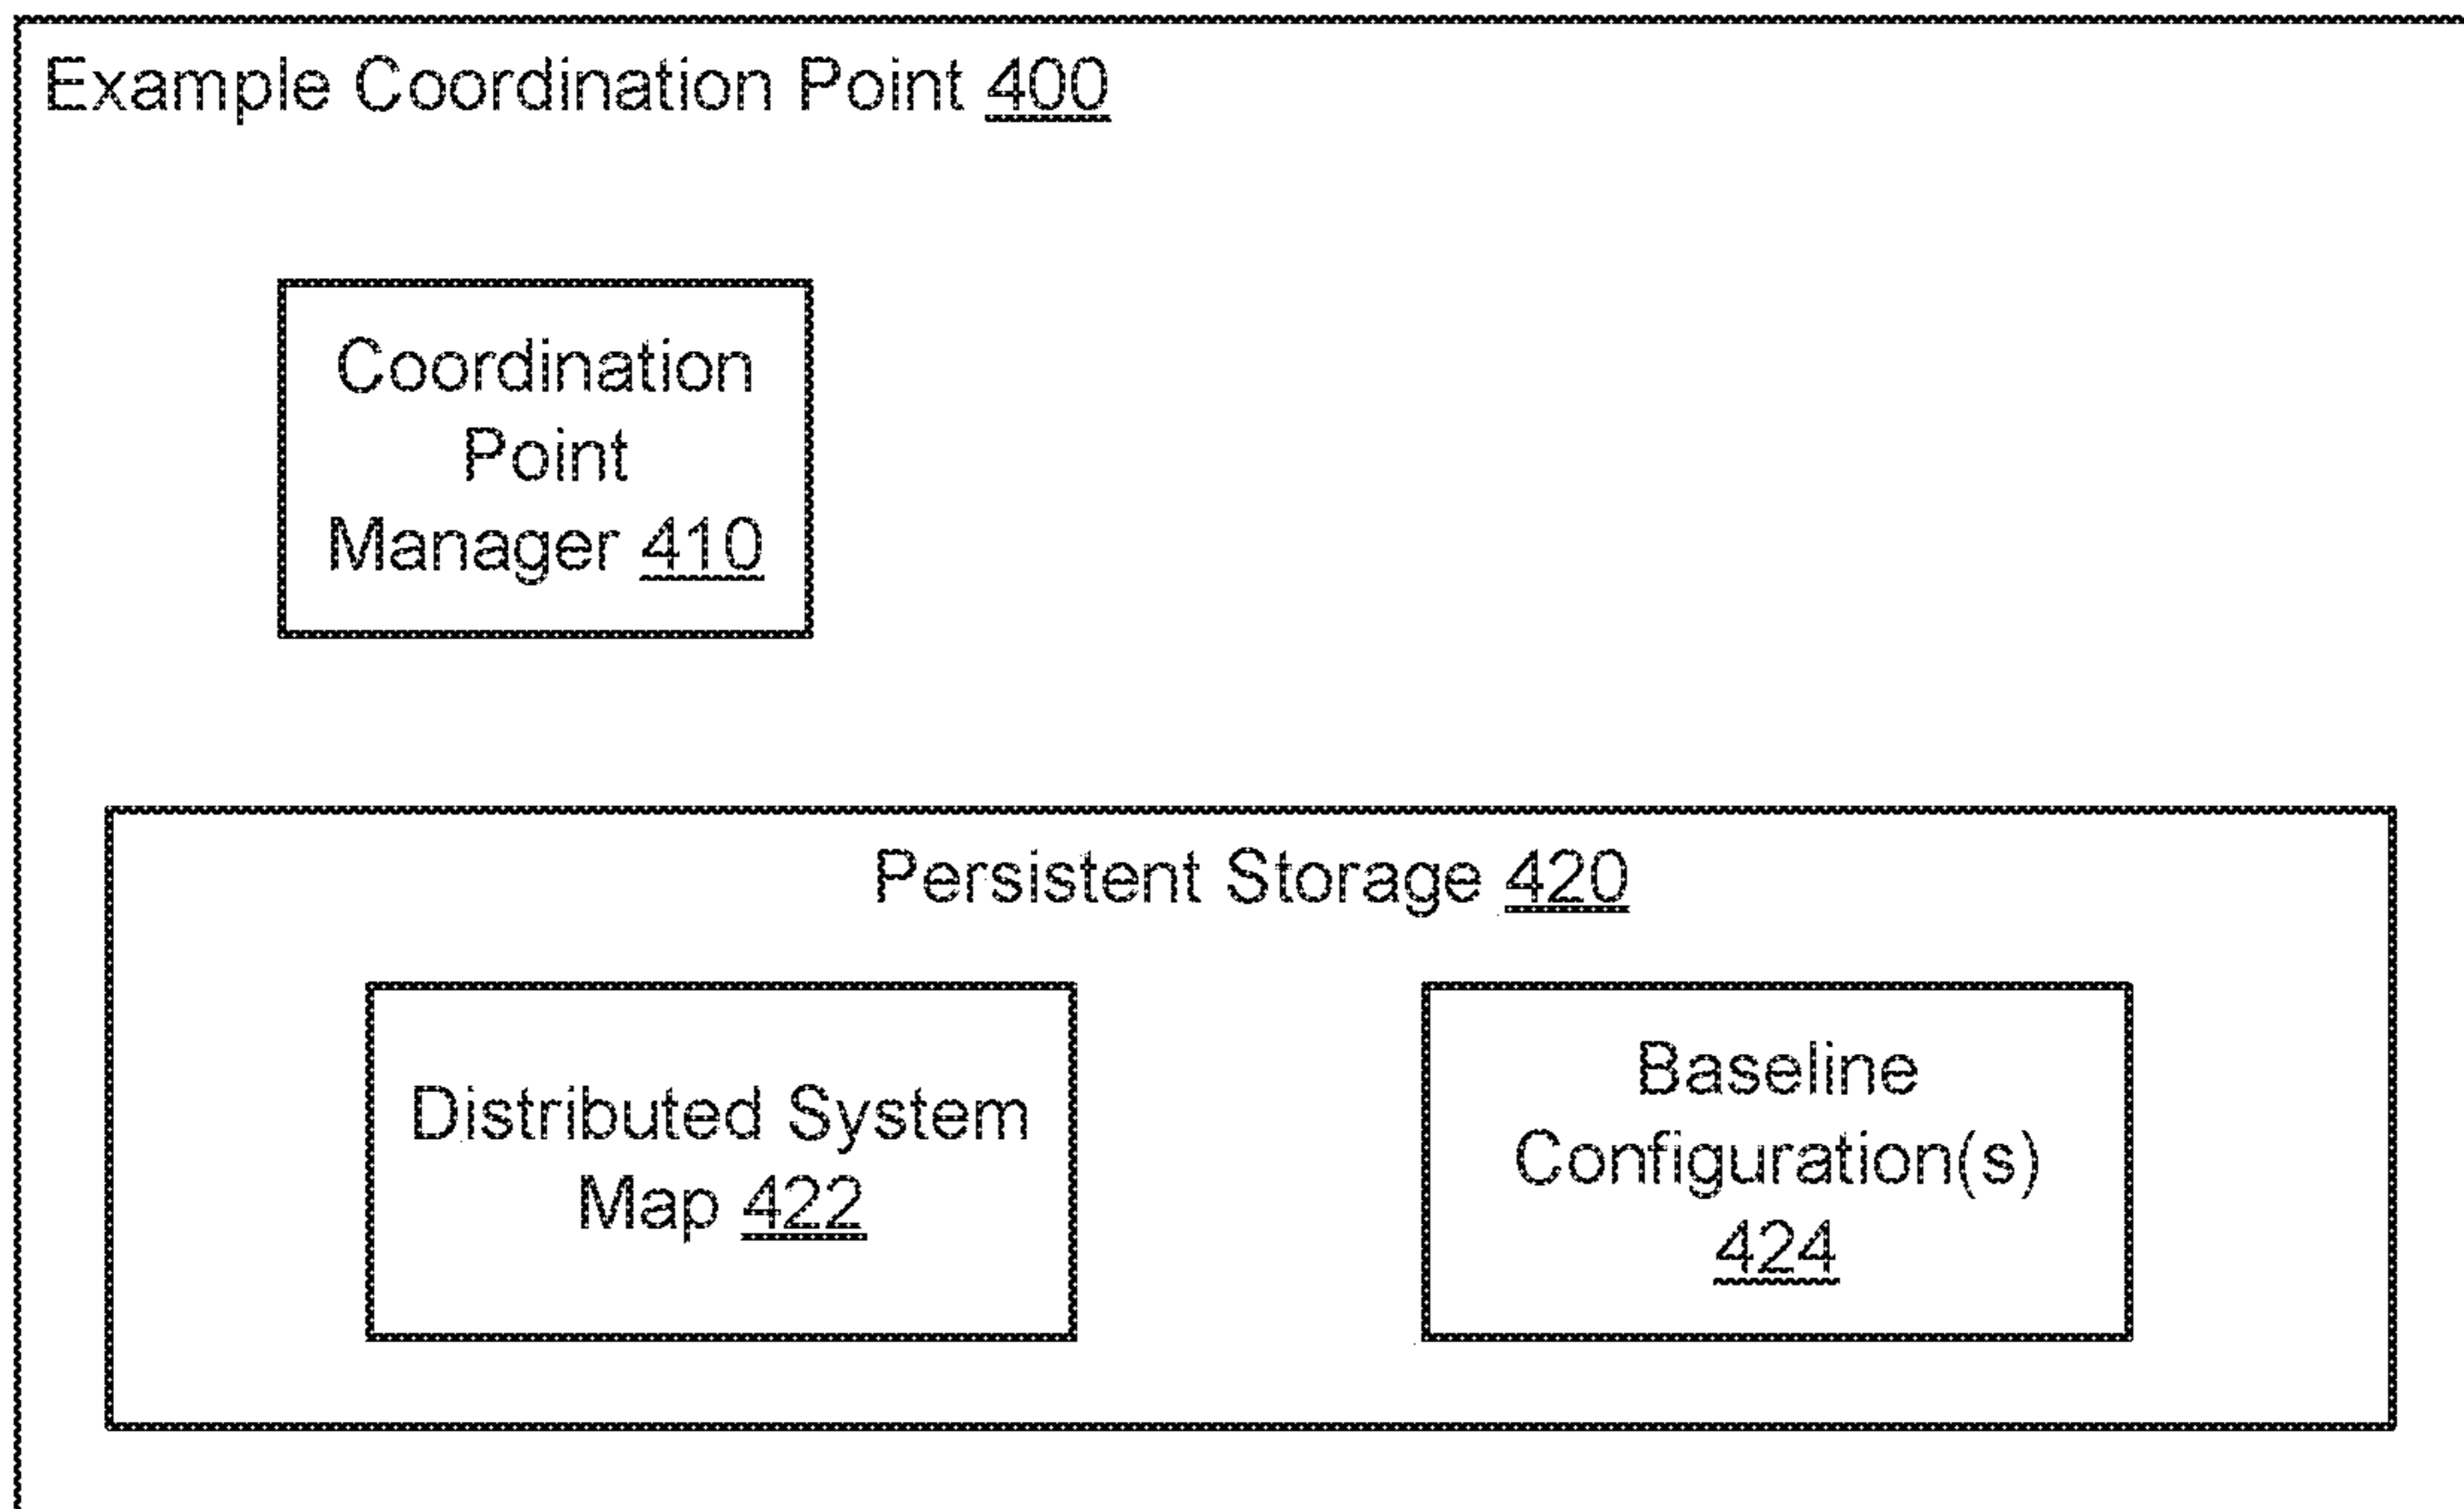 Example Coordination Point 400
Coordination
Point
Manager 410
Persistent Storage 420
Distributed System
Map 422
Baseline
Configuration(s)
424